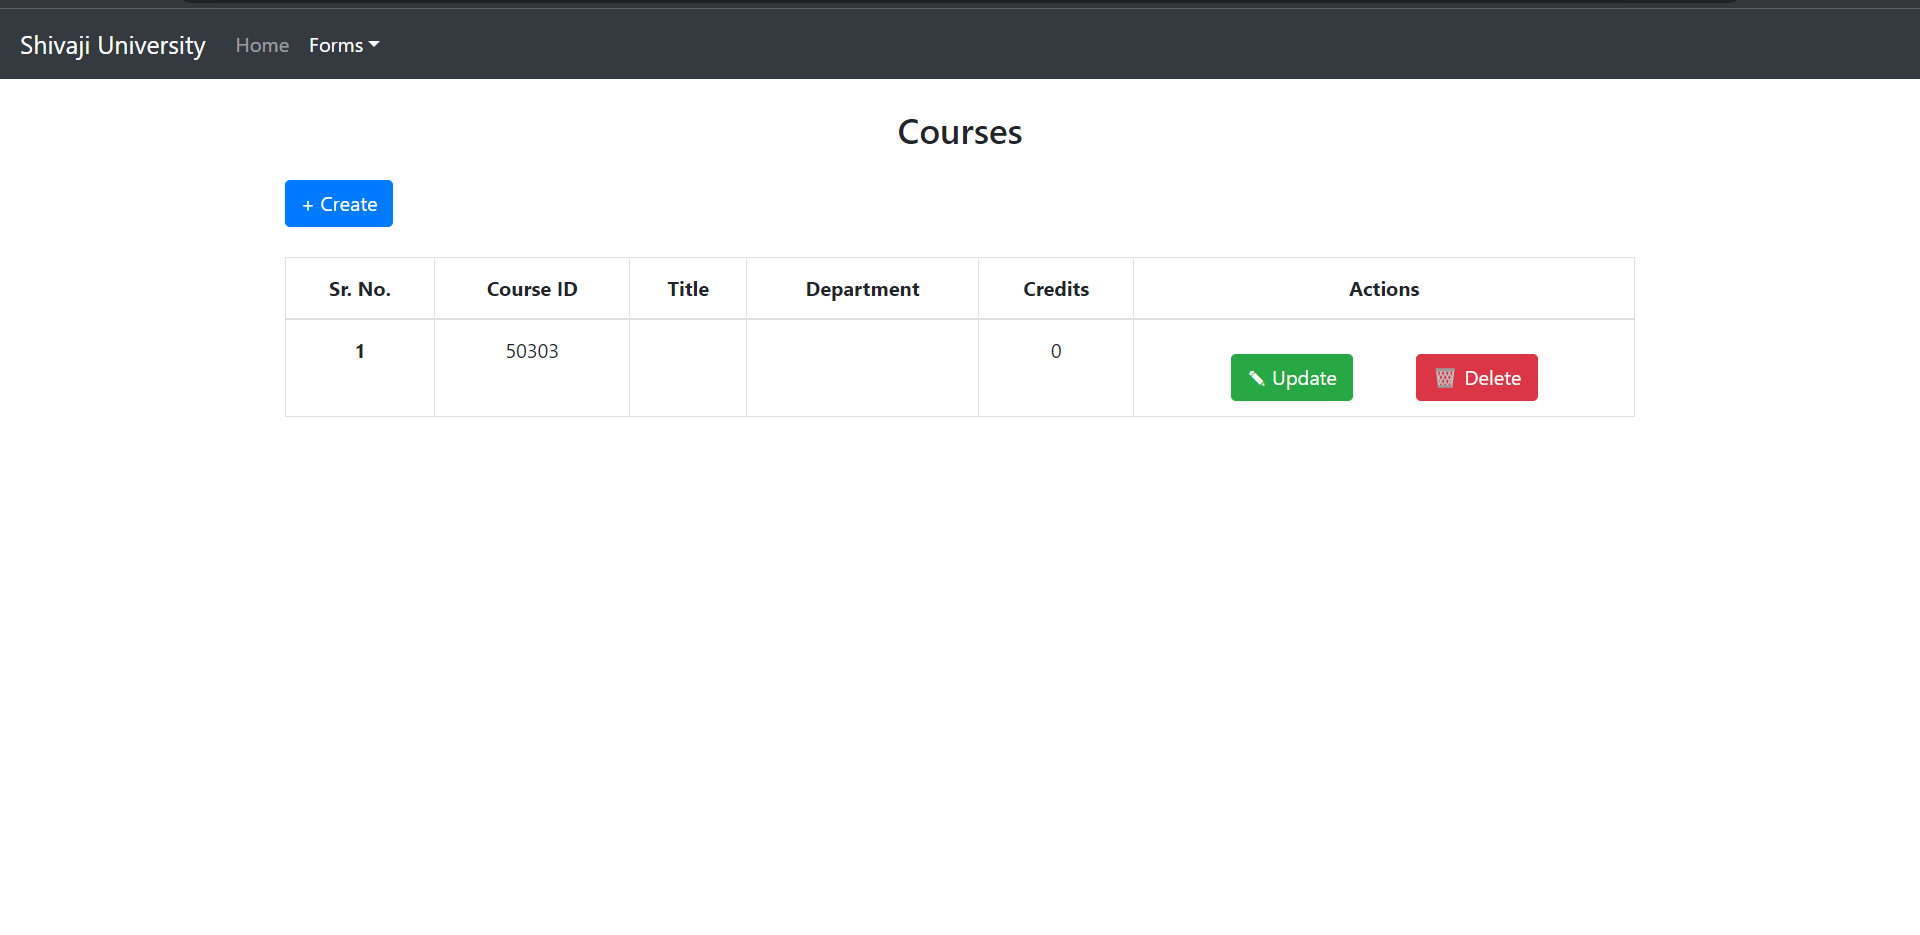 Shivaji University Home Forms
Courses
+ Create
Sr. No. Course ID Title Department Credits Actions
1 50303 0 Update Delete